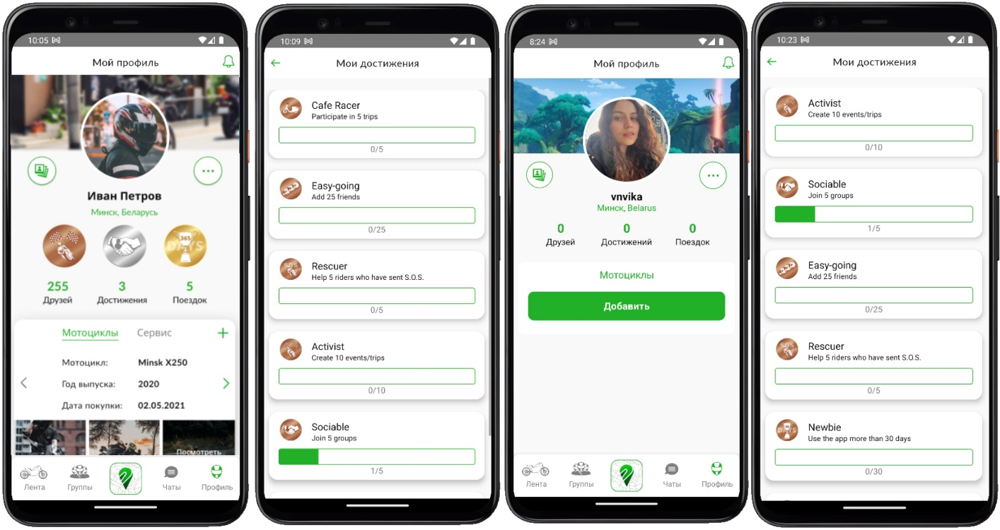 10:05
Мой профиль
Иван Петров
Минск, Беларусь
365
DAYS
255
3
5
Друзей
Достижения
Поездок
Мотоциклы
Сервис
Мотоцикл:
Minsk X250
Год выпуска:
2020
Дата покупки:
02.05.2021
Посмотреть
Лента
Группы
Чаты
Профиль
10:09
Мои достижения
Cafe Racer
Participate in 5 trips
0/5
Easy-going
Add 25 friends
0/25
SOS
Rescuer
Help 5 riders who have sent S.O.S.
0/5
Activist
Create 10 events/trips
0/10
Sociable
Join 5 groups
1/5
8:24
Мой профиль
vnvika
Минск, Belarus
0
0
0
Друзей
Достижений
Поездок
Мотоциклы
Добавить
Лента
Группы
Чаты
Профиль
10:23
Мои достижения
Activist
Create 10 events/trips
0/10
Sociable
Join 5 groups
1/5
Easy-going
Add 25 friends
0/25
SOS
Rescuer
Help 5 riders who have sent S.O.S.
0/5
DAYS
Newbie
Use the app more than 30 days
0/30